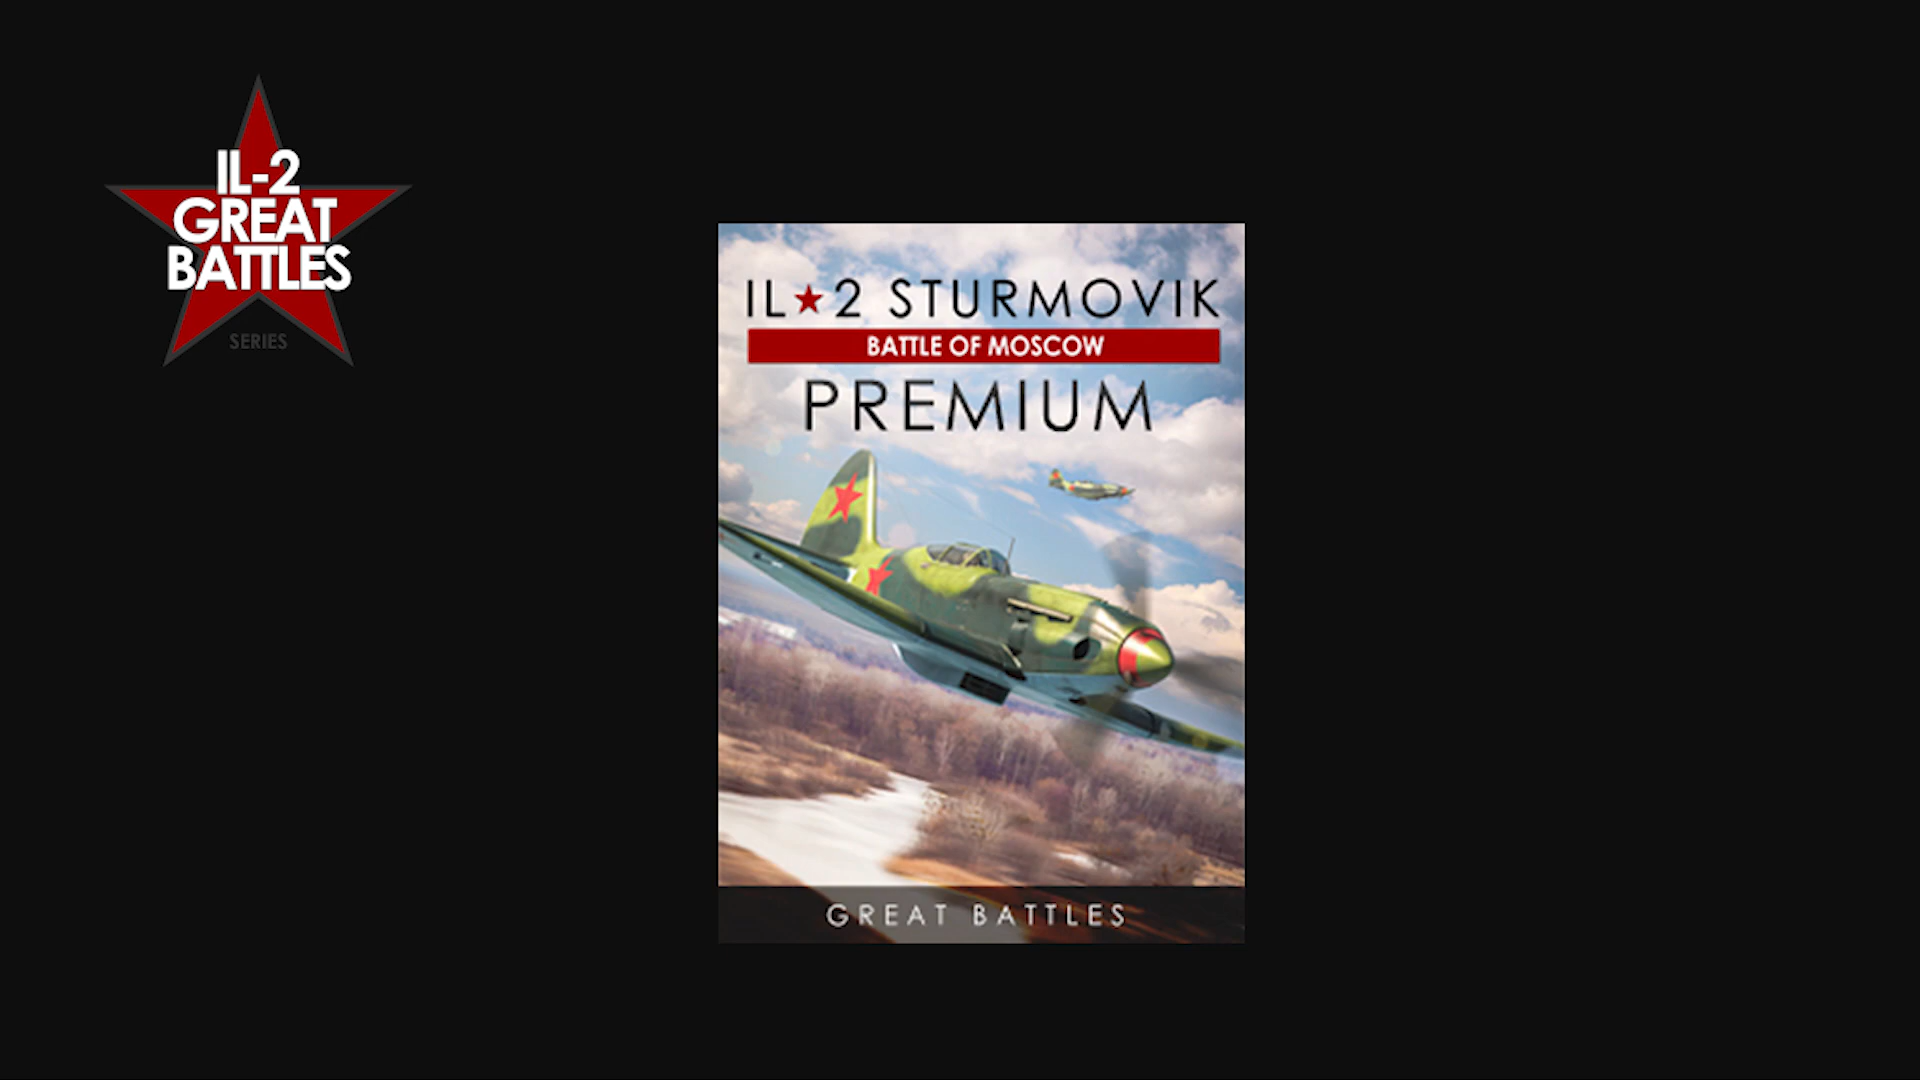 IL-2
GREAT
BATTLES
SERIES
IL★2 STURMOVIK
BATTLE OF MOSCOW
PREMIUM
GREAT BATTLES